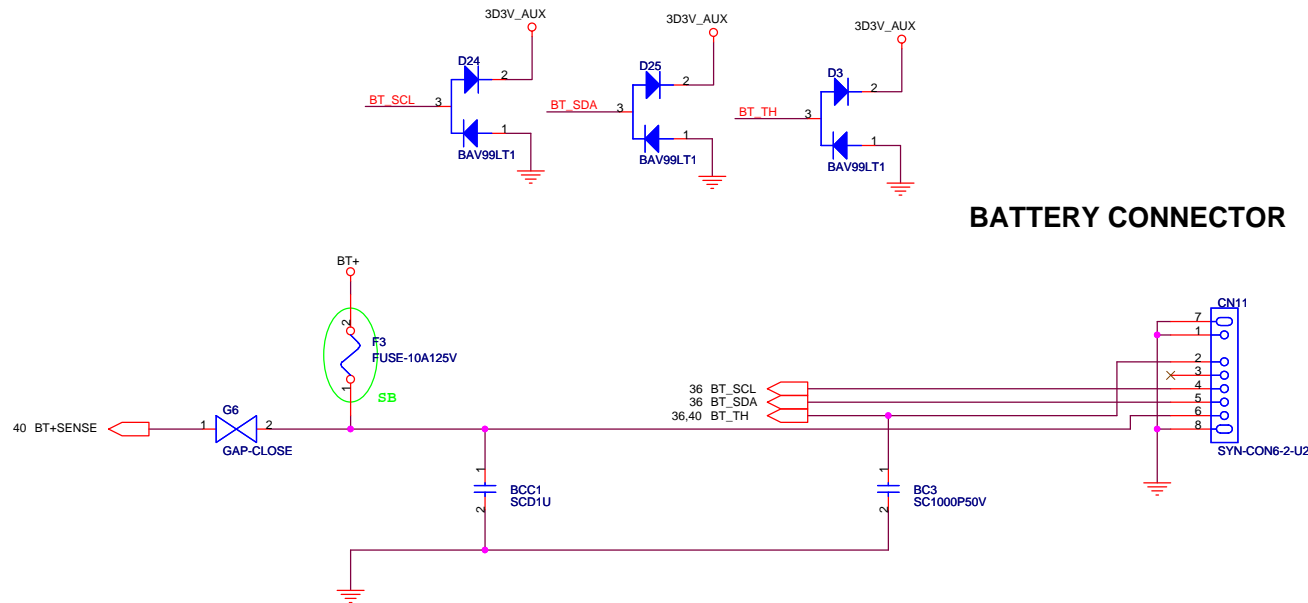 3D3V_AUX
3D3V_AUX
3D3V_AUX
D24
D25
D3
2
2
2
BT_SCL
3
BT_SDA
3
BT_TH
3
1
1
1
BAV99LT1
BAV99LT1
BAV99LT1
BATTERY CONNECTOR
BT+
2
F3
FUSE-10A125V
1
SB
CN11
7
1
2
3
4
5
6
8
SYN-CON6-2-U2
36 BT_SCL
36 BT_SDA
36,40 BT_TH
40 BT+SENSE
1
G6
2
GAP-CLOSE
1
BCC1
SCD1U
2
1
BC3
SC1000P50V
2